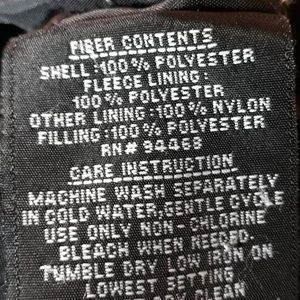 FIBER CONTENTS
SHELL:100% POLYESTER
FLEECE LINING:
100% POLYESTER
OTHER LINING:100% NYLON
FILLING:100% POLYESTER
RN# 94468
CARE INSTRUCTION
MACHINE WASH SEPARATELY
IN COLD WATER,GENTLE CYCLE
USE ONLY NON-CHLORINE
BLEACH WHEN NEEDED.
TUMBLE DRY LOW IRON ON
LOWEST SETTING
DRY CLEAN